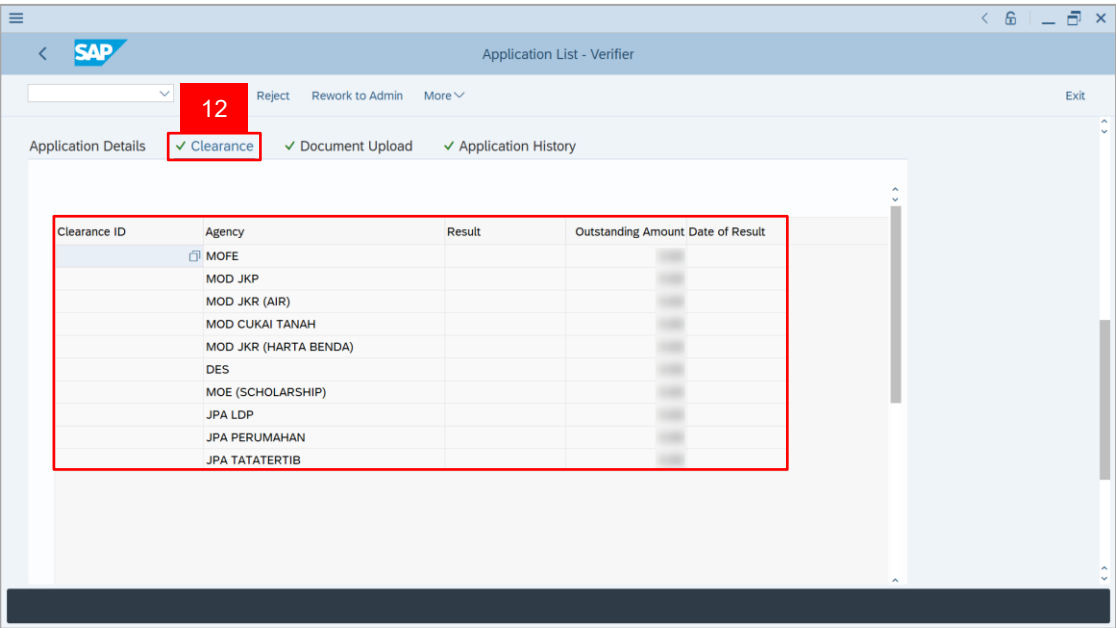 SAP
Application List - Verifier
12
Reject Rework to Admin More Exit
Application Details Clearance Document Upload Application History
Clearance ID Agency Result Outstanding Amount Date of Result
MOFE
MOD JKP
MOD JKR (AIR)
MOD CUKAI TANAH
MOD JKR (HARTA BENDA)
DES
MOE (SCHOLARSHIP)
JPA LDP
JPA PERUMAHAN
JPA TATATERTIB